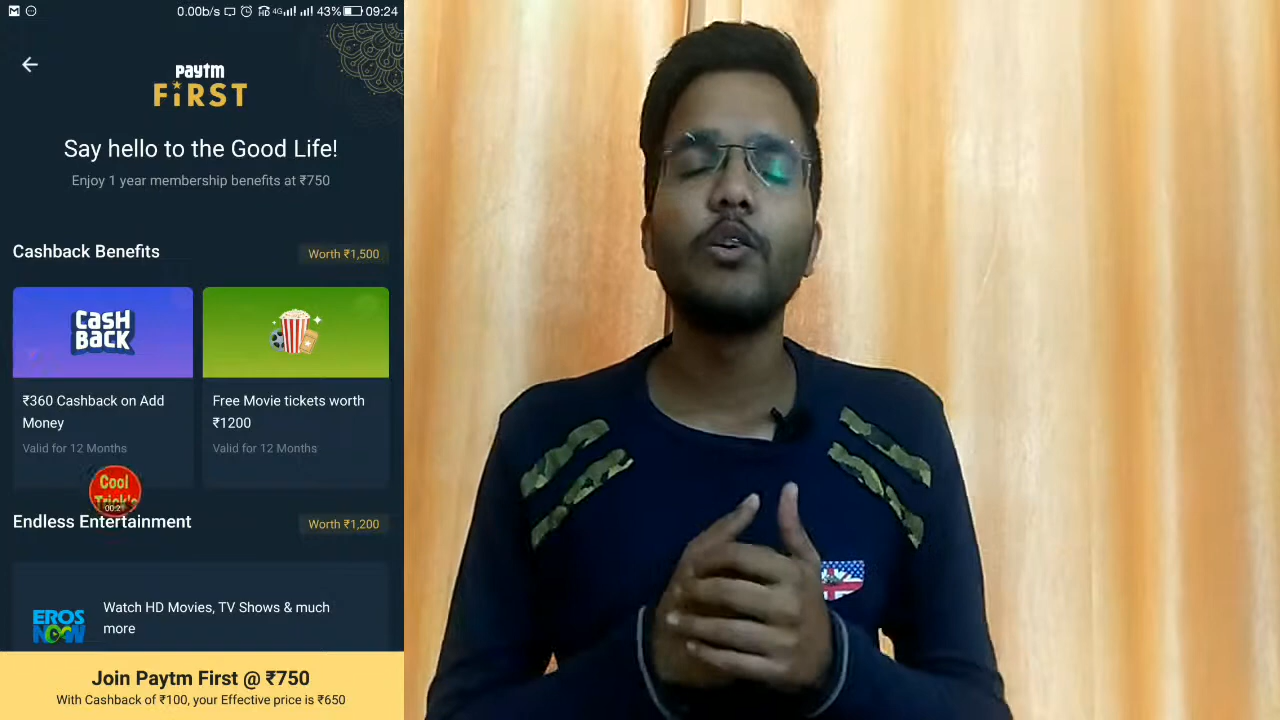 0.00b/s 4G 43% 09:24
paytm
FIRST
Say hello to the Good Life!
Enjoy 1 year membership benefits at ₹750
Cashback Benefits
Worth ₹1,500
CASH
BACK
₹360 Cashback on Add
Money
Valid for 12 Months
Free Movie tickets worth
₹1200
Valid for 12 Months
Cool
Trick's
Endless Entertainment
Worth ₹1,200
EROS
NOW
Watch HD Movies, TV Shows & much
more
Join Paytm First @ ₹750
With Cashback of ₹100, your Effective price is ₹650